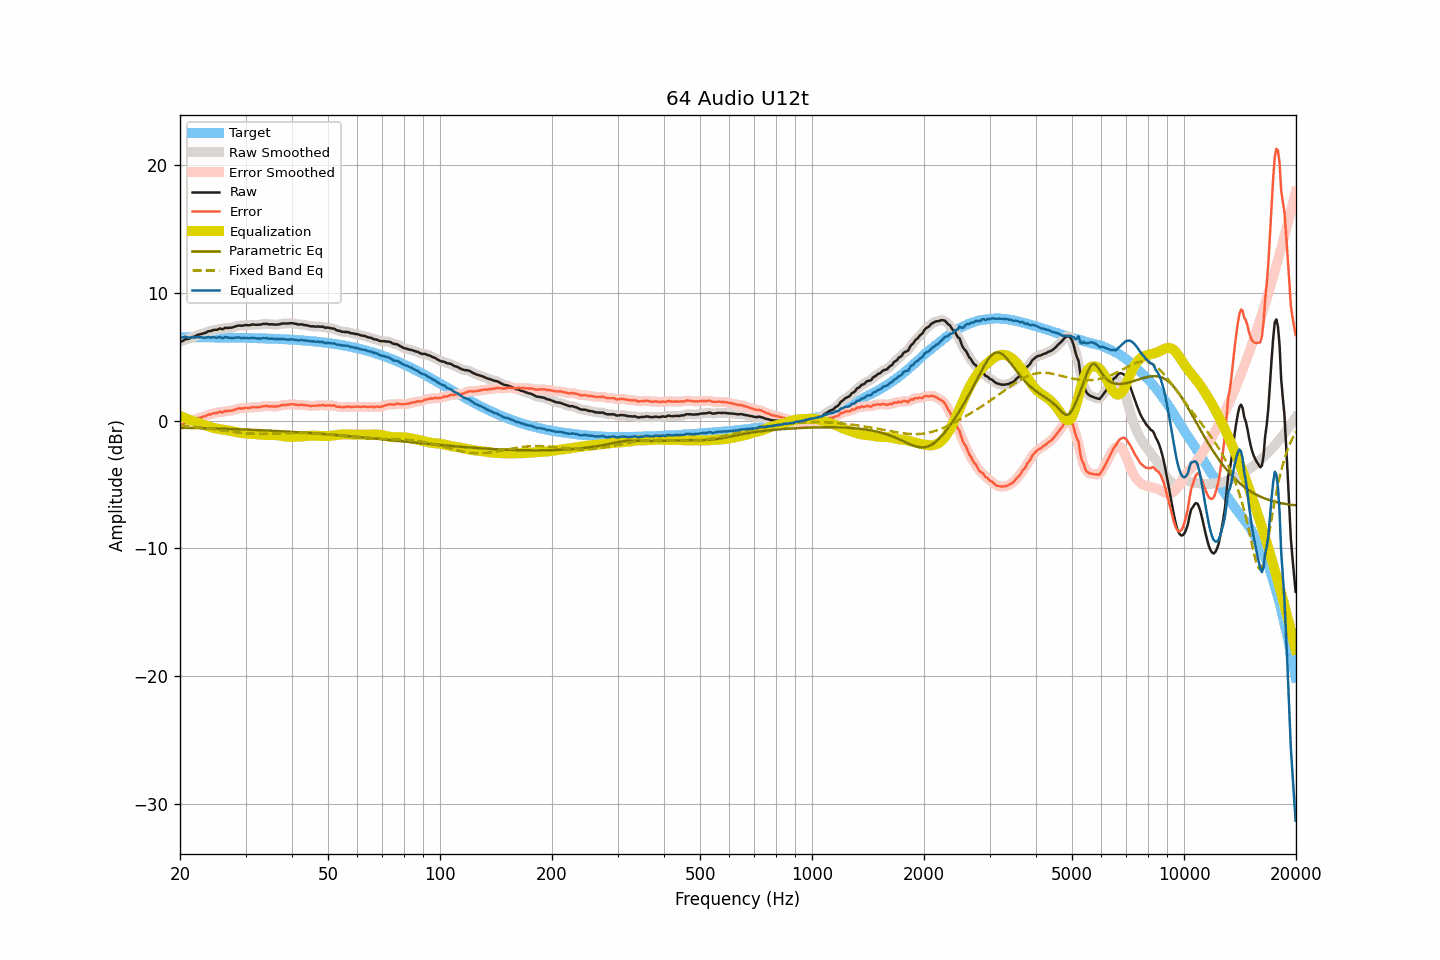 64 Audio U12t
Target
Raw Smoothed
Error Smoothed
Raw
Error
Equalization
Parametric Eq
Fixed Band Eq
Equalized
20
10
0
−10
−20
−30
Amplitude (dBr)
20 50 100 200 500 1000 2000 5000 10000 20000
Frequency (Hz)